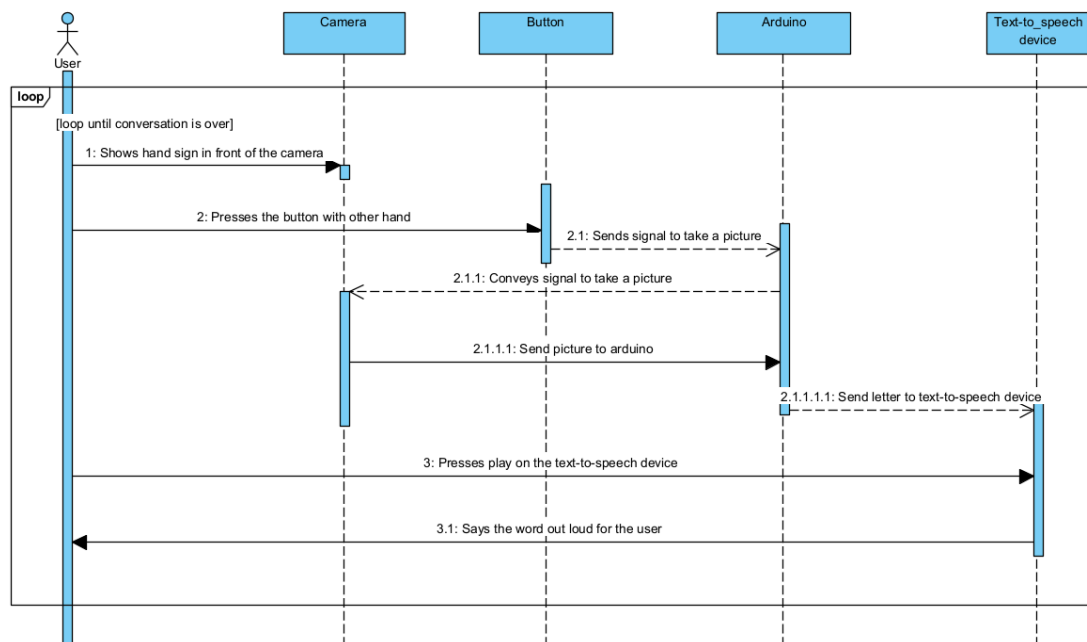 Camera
Button
Arduino
Text-to_speech
device
User
loop
[loop until conversation is over]
1: Shows hand sign in front of the camera
2: Presses the button with other hand
2.1: Sends signal to take a picture
2.1.1: Conveys signal to take a picture
2.1.1.1: Send picture to arduino
2.1.1.1.1: Send letter to text-to-speech device
3: Presses play on the text-to-speech device
3.1: Says the word out loud for the user